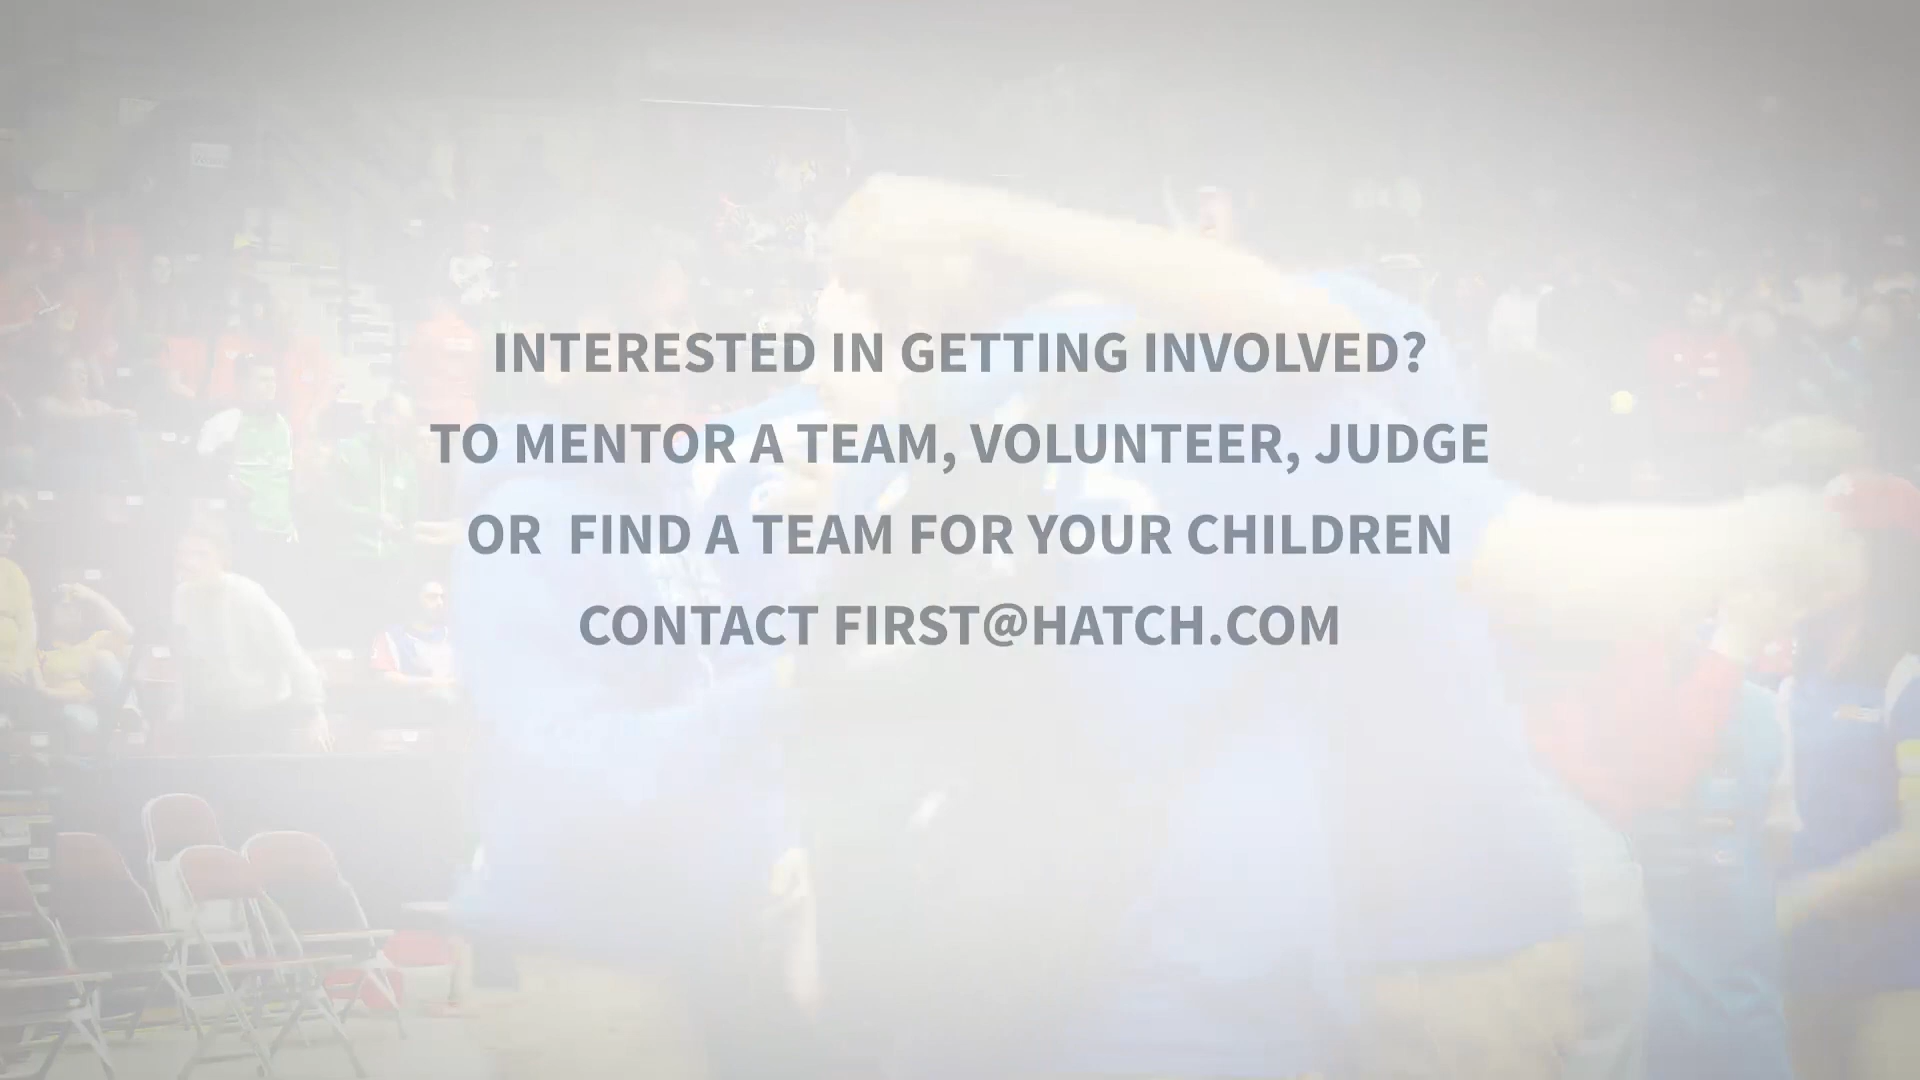 INTERESTED IN GETTING INVOLVED?
TO MENTOR A TEAM, VOLUNTEER, JUDGE
OR  FIND A TEAM FOR YOUR CHILDREN
CONTACT FIRST@HATCH.COM